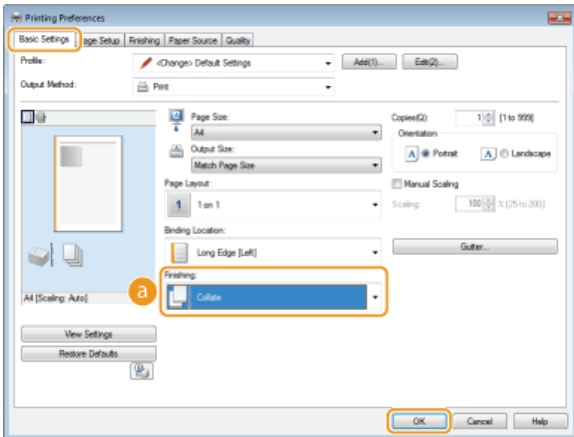 Printing Preferences
Basic Settings Page Setup Finishing Paper Source Quality
Profile: <Change> Default Settings Add(1)... Edit(2)...
Output Method: Print
Page Size: Copies(Q): 1 [1 to 999]
A4 Orientation
Output Size: A Portrait A Landscape
Match Page Size
Page Layout: Manual Scaling
1 1 on 1 Scaling: 100 % [25 to 200]
Binding Location:
Long Edge [Left] Gutter...
Finishing:
a Collate
A4 [Scaling: Auto]
View Settings
Restore Defaults
OK Cancel Help